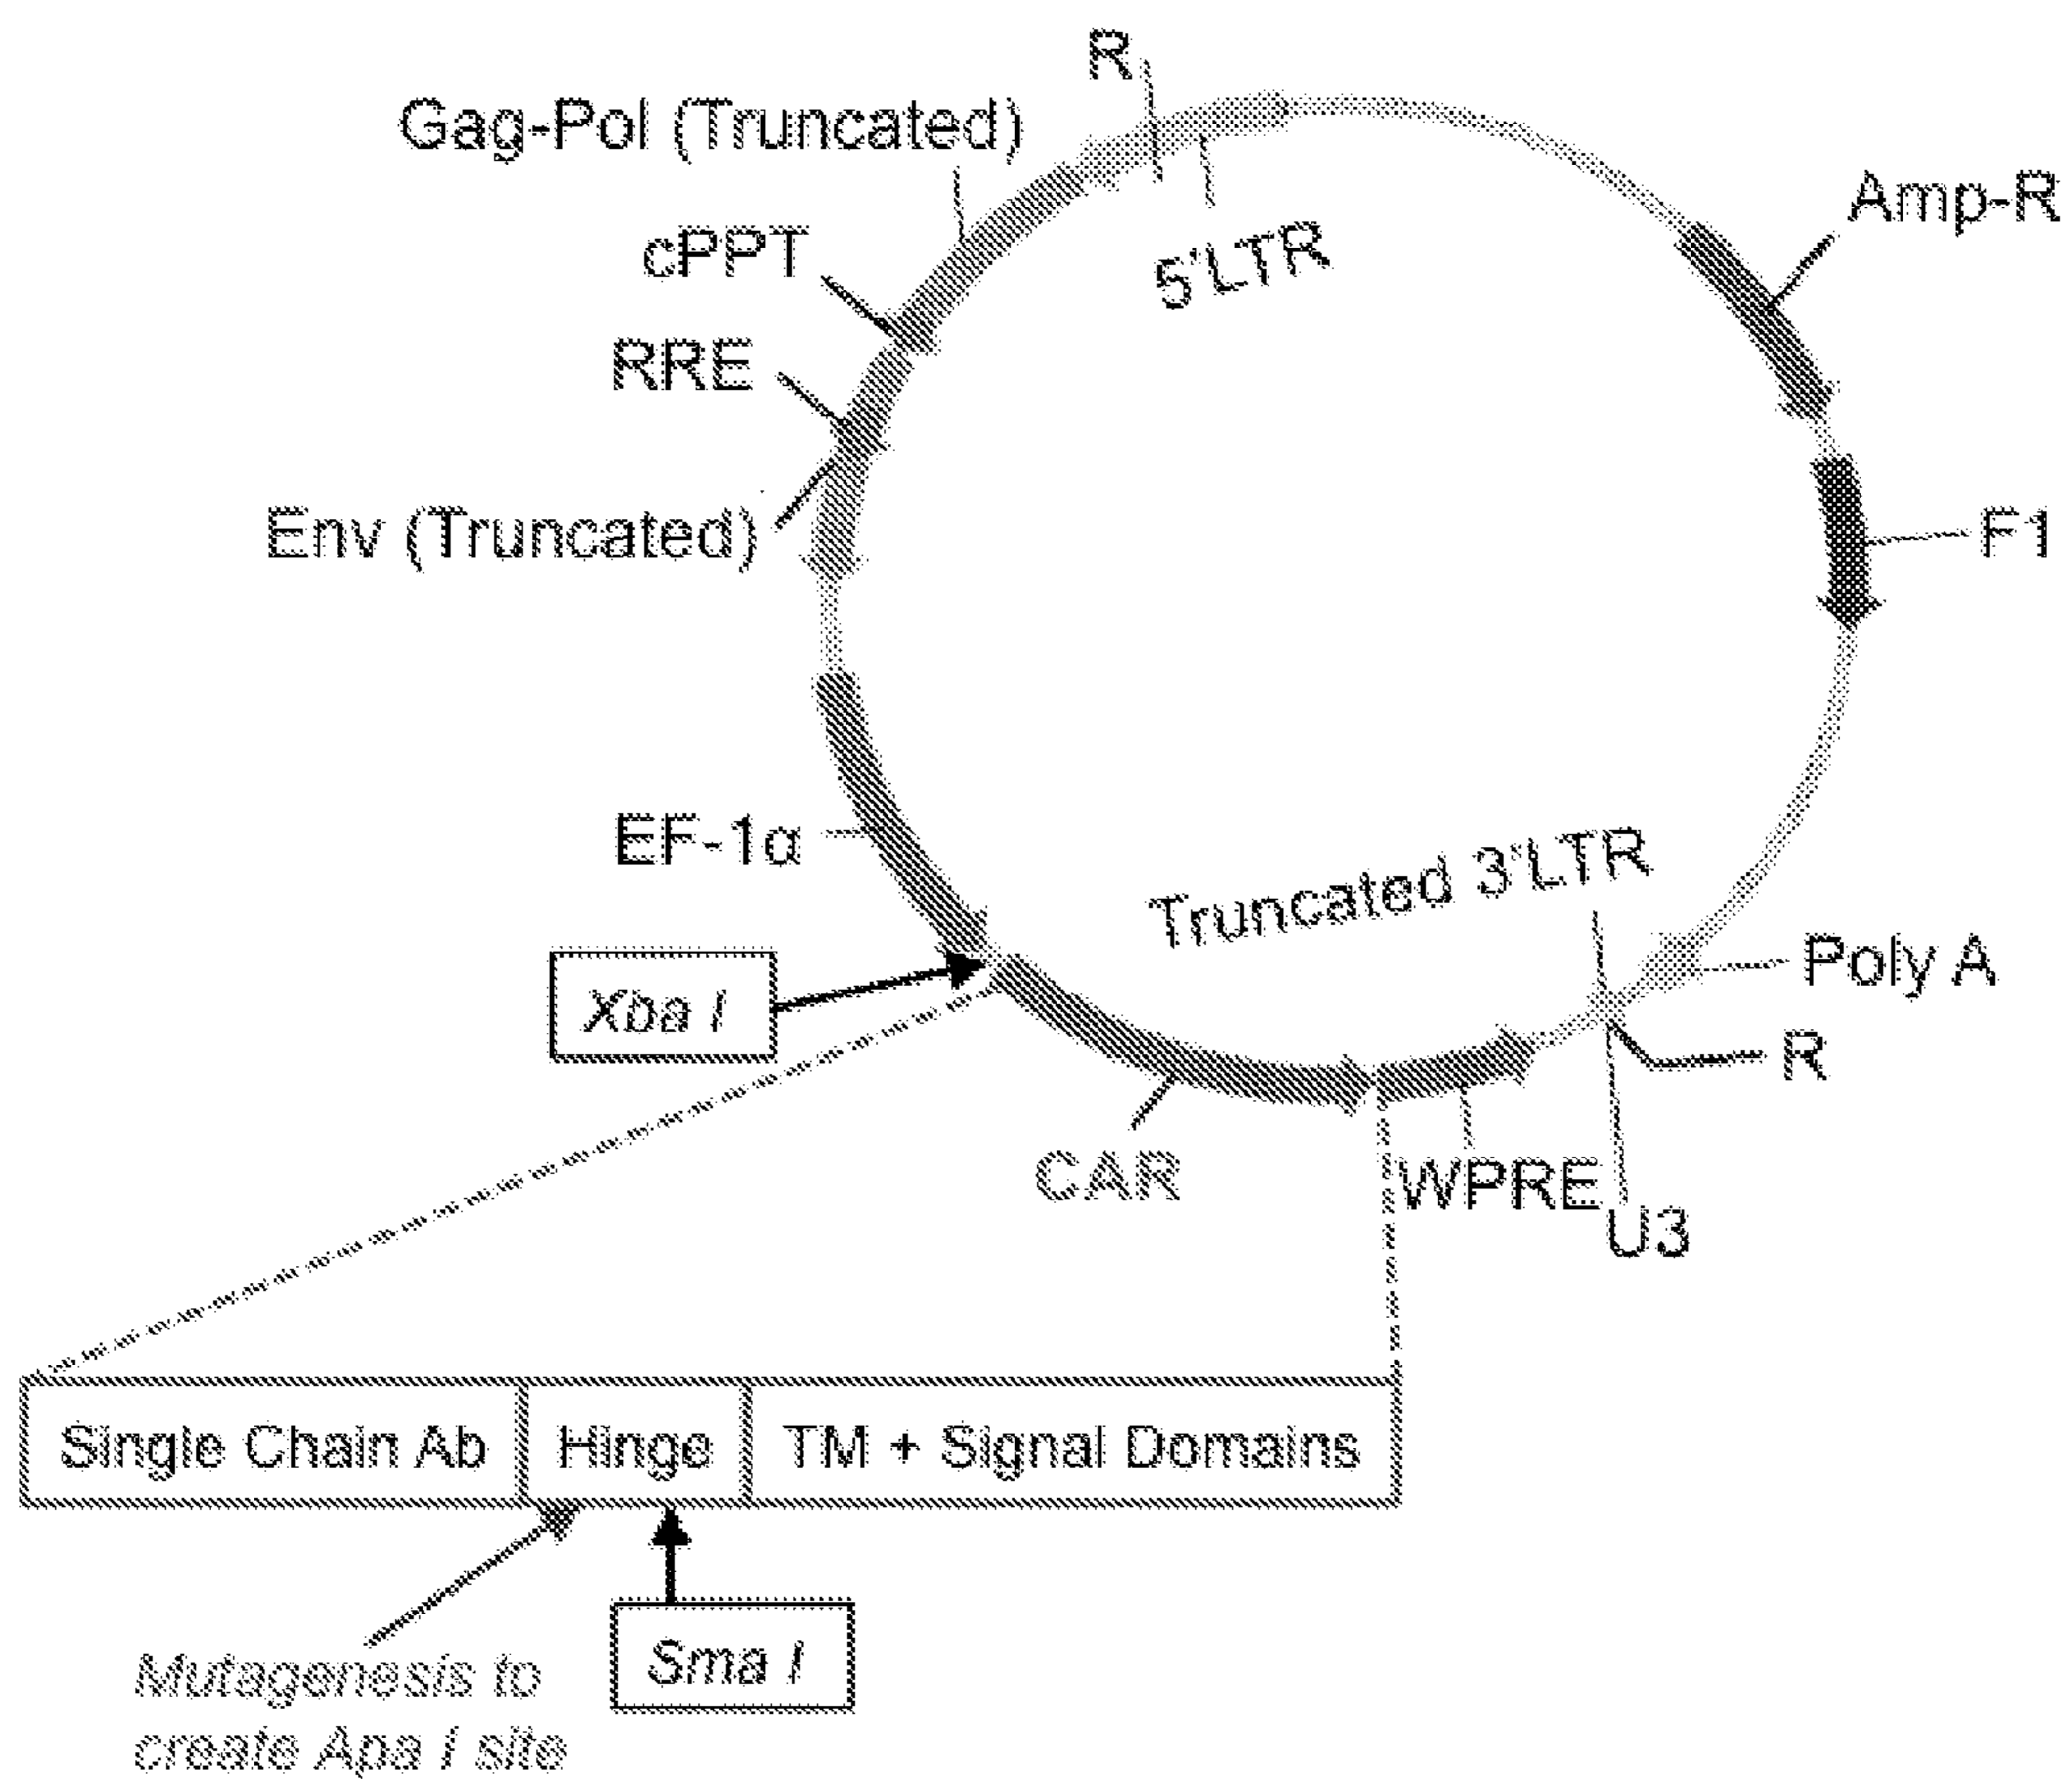 R
Gag-Pol (Truncated)
5'LTR
Amp-R
cPPT
RRE
Env (Truncated)
F1
EF-1α
Truncated 3'LTR
Xba I
Poly A
R
CAR
WPRE
U3
Single Chain Ab
Hinge
TM + Signal Domains
Mutagenesis to
create Apa I site
Sma I